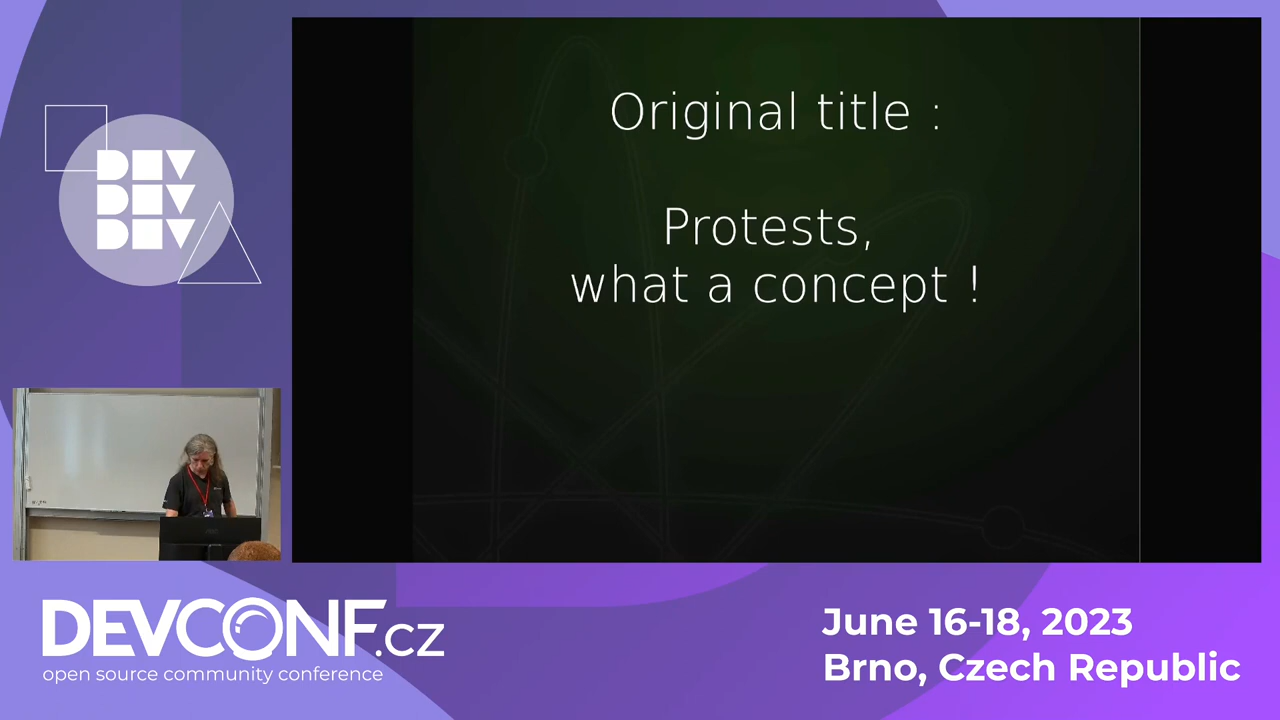 Original title :
Protests,
what a concept !
DEV
DEV
DEV
DEVCONF.cz
open source community conference
June 16-18, 2023
Brno, Czech Republic